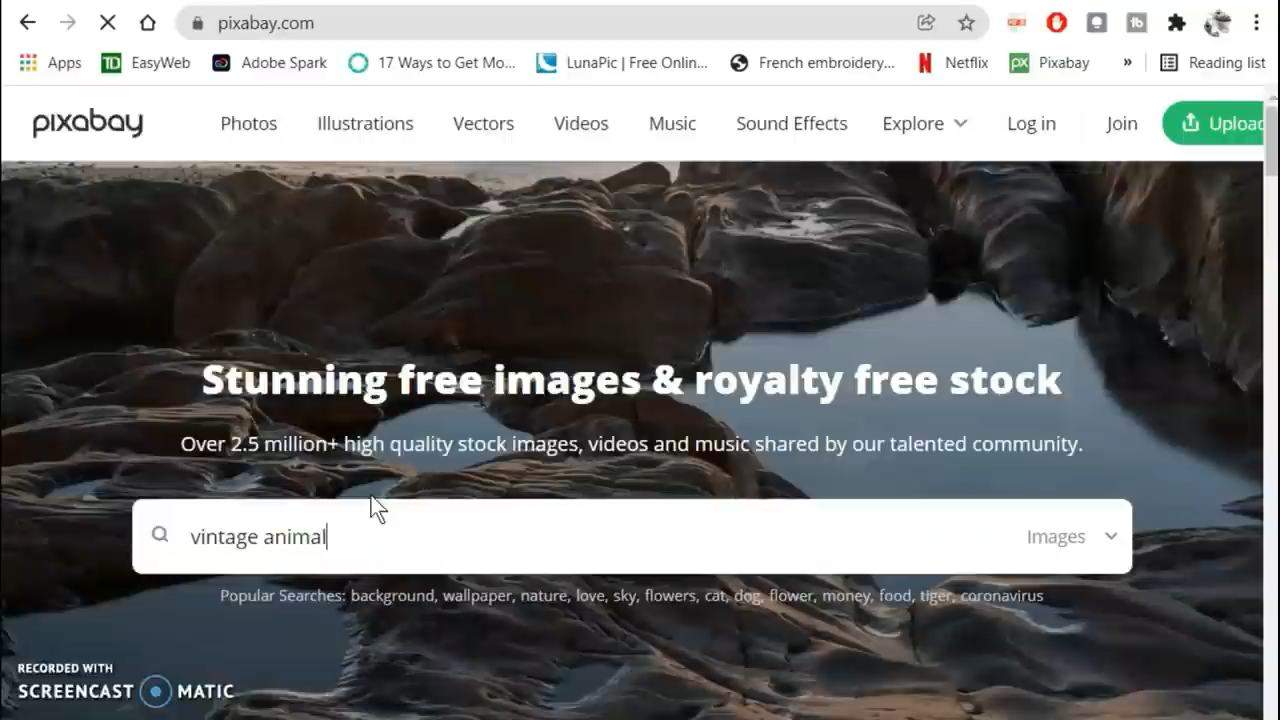 pixabay.com
Apps EasyWeb Adobe Spark 17 Ways to Get Mo... LunaPic | Free Onlin... French embroidery... Netflix Pixabay » Reading list
pixabay Photos Illustrations Vectors Videos Music Sound Effects Explore Log in Join Upload
Stunning free images & royalty free stock
Over 2.5 million+ high quality stock images, videos and music shared by our talented community.
vintage animal Images
Popular Searches: background, wallpaper, nature, love, sky, flowers, cat, dog, flower, money, food, tiger, coronavirus
RECORDED WITH
SCREENCAST MATIC